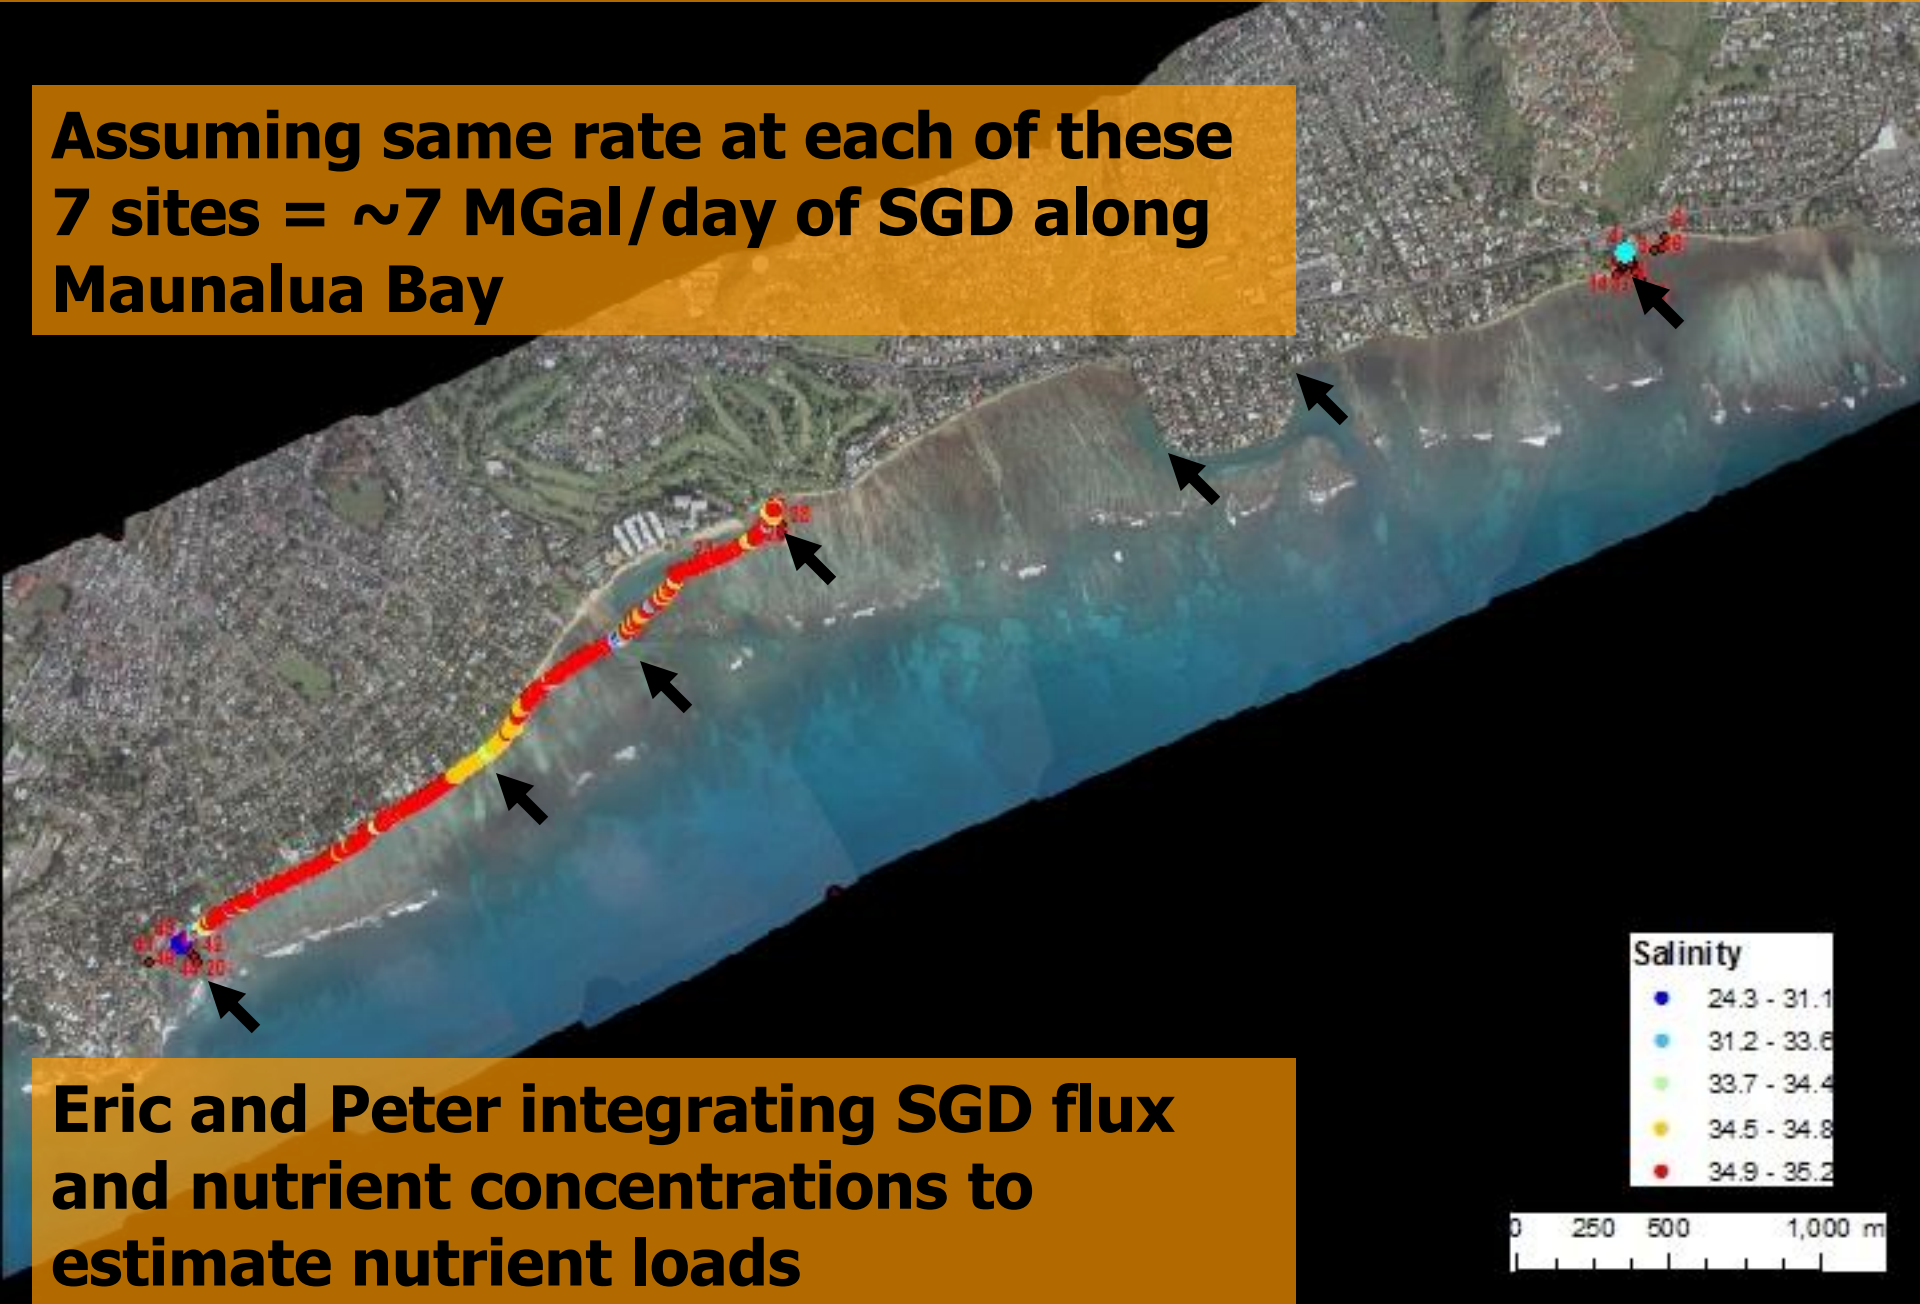 Assuming same rate at each of these
7 sites = ~7 MGal/day of SGD along
Maunalua Bay
Eric and Peter integrating SGD flux
and nutrient concentrations to
estimate nutrient loads
Salinity
24.3 - 31.1
31.2 - 33.6
33.7 - 34.4
34.5 - 34.8
34.9 - 35.2
0 250 500 1,000 m